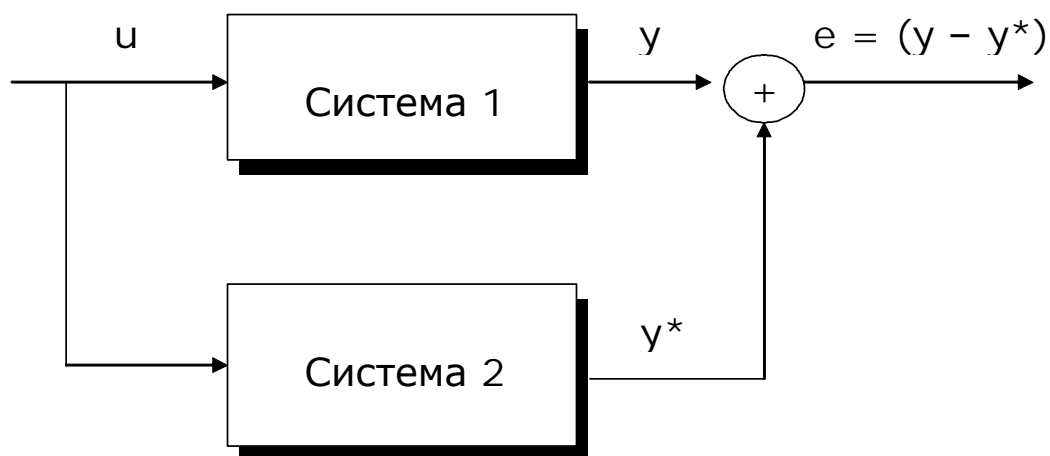 u
y
e = (y – y*)
Система 1
+
y*
Система 2